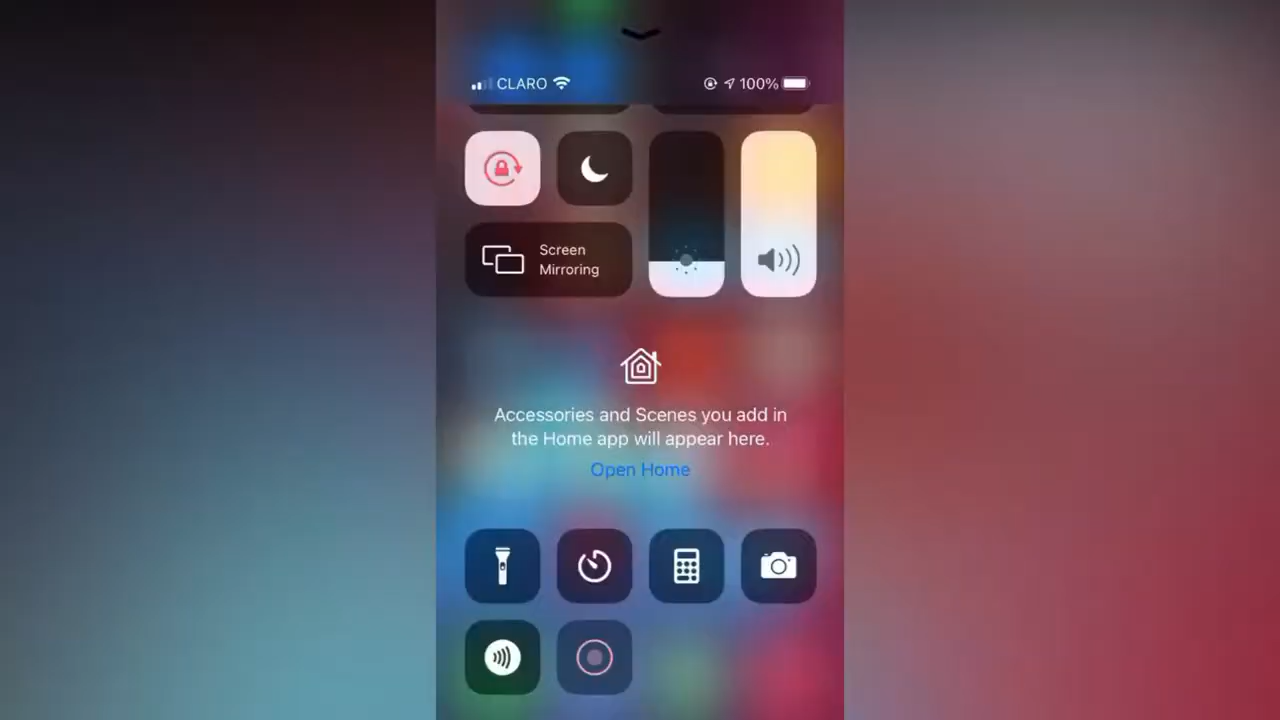 CLARO 100%
Screen
Mirroring
Accessories and Scenes you add in
the Home app will appear here.
Open Home